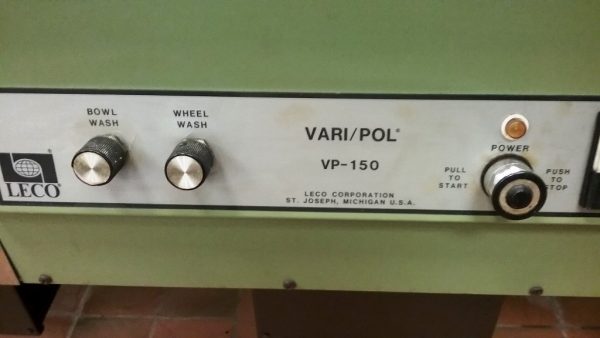 BOWL
WASH
WHEEL
WASH
VARI/POL®
VP-150
LECO CORPORATION
ST. JOSEPH, MICHIGAN U.S.A.
POWER
PULL
TO
START
PUSH
TO
STOP
LECO®